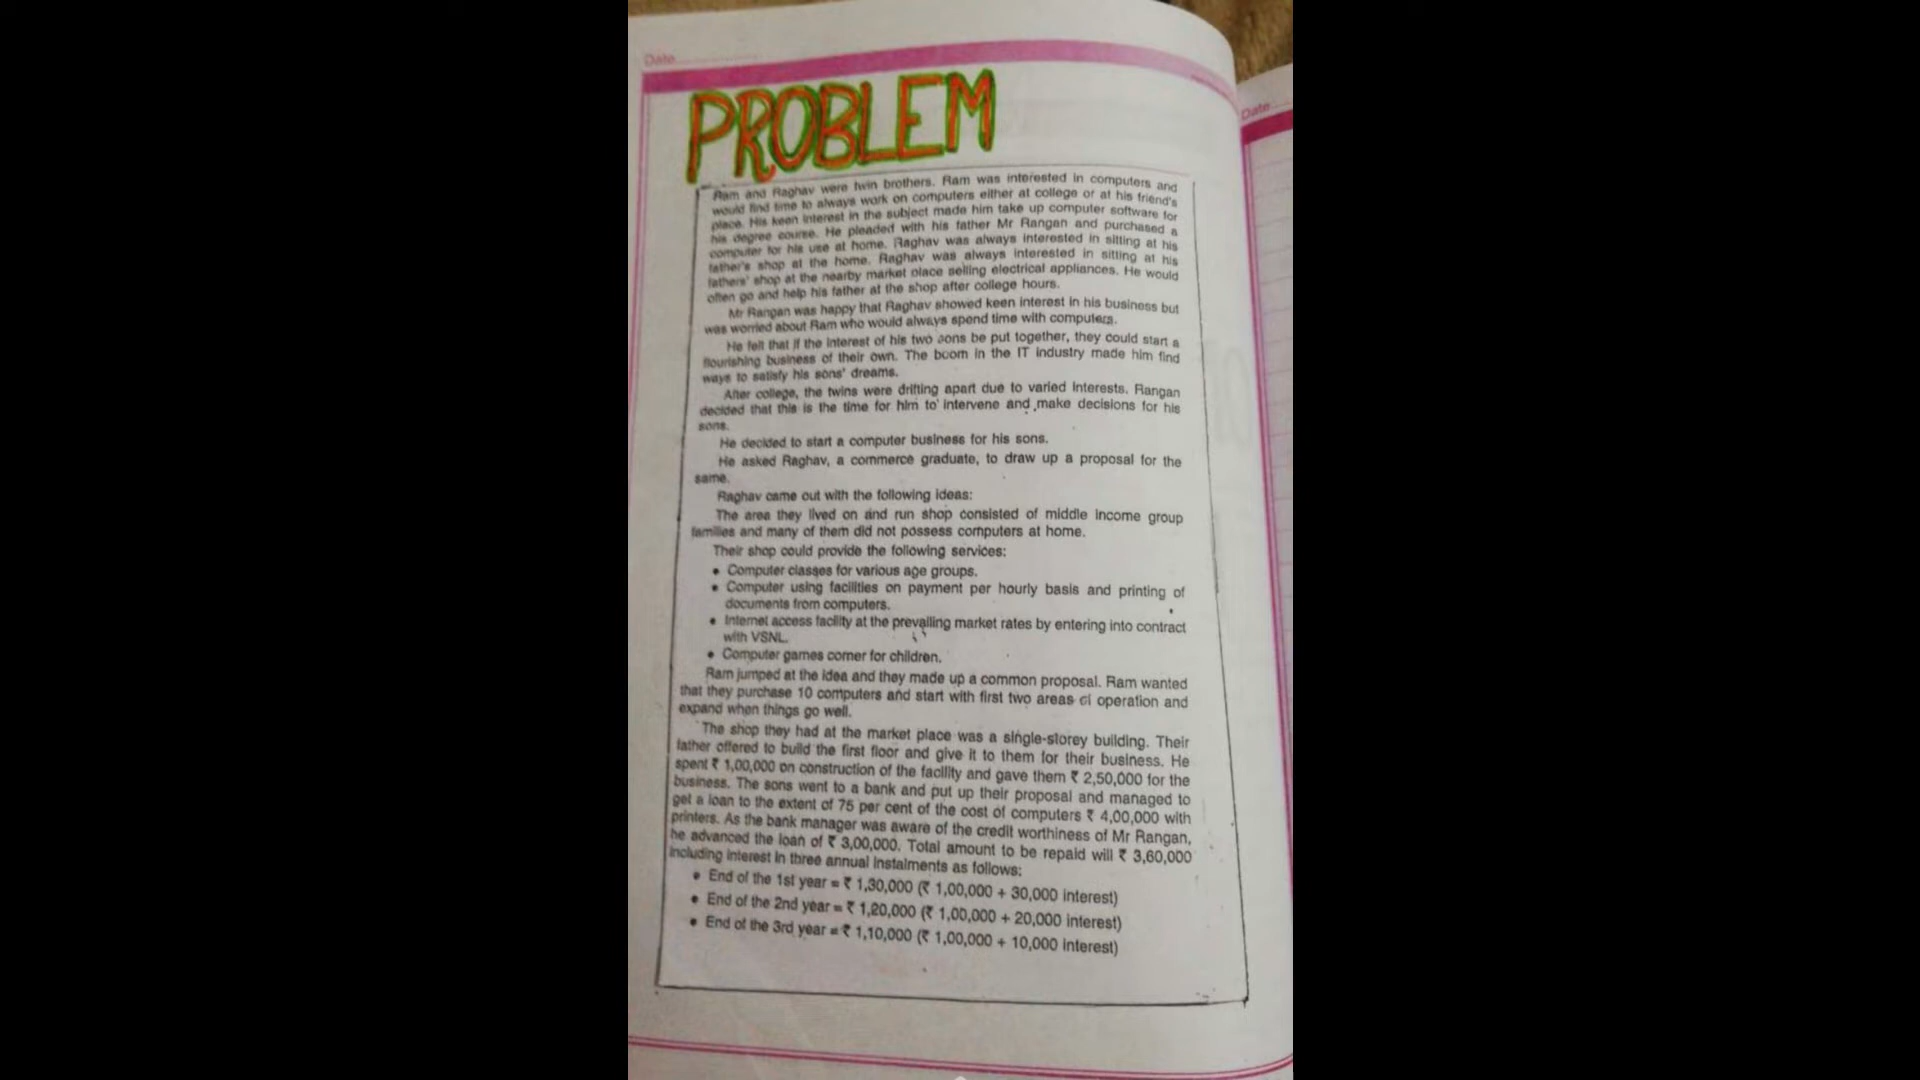 Date
PROBLEM
Date
Ram and Raghav were twin brothers. Ram was interested in computers and
would find time to always work on computers either at college or at his friend's
place. His keen interest in the subject made him take up computer software for
his degree course. He pleaded with his father Mr Rangan and purchased a
computer for his use at home. Raghav was always interested in sitting at his
father's shop at the home. Raghav was always interested in sitting at his
fathers' shop at the nearby market place selling electrical appliances. He would
often go and help his father at the shop after college hours.
Mr Rangan was happy that Raghav showed keen interest in his business but
was worried about Ram who would always spend time with computers.
He felt that if the interest of his two sons be put together, they could start a
flourishing business of their own. The boom in the IT industry made him find
ways to satisfy his sons' dreams.
After college, the twins were drifting apart due to varied interests. Rangan
decided that this is the time for him to intervene and make decisions for his
sons.
He decided to start a computer business for his sons.
He asked Raghav, a commerce graduate, to draw up a proposal for the
same.
Raghav came out with the following ideas:
The area they lived on and run shop consisted of middle income group
families and many of them did not possess computers at home.
Their shop could provide the following services:
• Computer classes for various age groups.
• Computer using facilities on payment per hourly basis and printing of
documents from computers.
• Internet access facility at the prevailing market rates by entering into contract
with VSNL.
• Computer games corner for children.
Ram jumped at the idea and they made up a common proposal. Ram wanted
that they purchase 10 computers and start with first two areas of operation and
expand when things go well.
The shop they had at the market place was a single-storey building. Their
father offered to build the first floor and give it to them for their business. He
spent ₹ 1,00,000 on construction of the facility and gave them ₹ 2,50,000 for the
business. The sons went to a bank and put up their proposal and managed to
get a loan to the extent of 75 per cent of the cost of computers ₹ 4,00,000 with
printers. As the bank manager was aware of the credit worthiness of Mr Rangan,
he advanced the loan of ₹ 3,00,000. Total amount to be repaid will ₹ 3,60,000
including interest in three annual instalments as follows:
• End of the 1st year = ₹ 1,30,000 (₹ 1,00,000 + 30,000 interest)
• End of the 2nd year = ₹ 1,20,000 (₹ 1,00,000 + 20,000 interest)
• End of the 3rd year = ₹ 1,10,000 (₹ 1,00,000 + 10,000 interest)